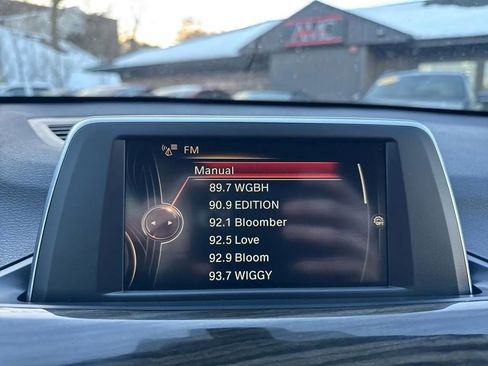 FM
Manual
89.7 WGBH
90.9 EDITION
92.1 Bloomber
92.5 Love
92.9 Bloom
93.7 WIGGY